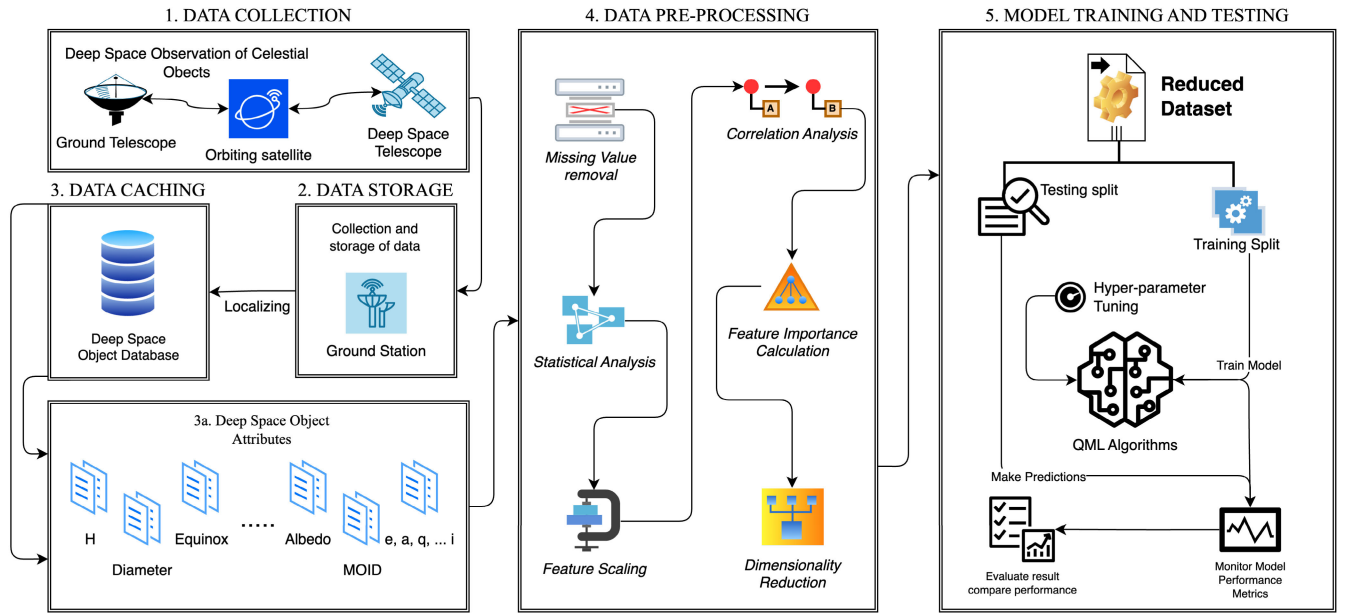 1. DATA COLLECTION
Deep Space Observation of Celestial
Obects
Ground Telescope
Orbiting satellite
Deep Space
Telescope
3. DATA CACHING
Deep Space
Object Database
Localizing
2. DATA STORAGE
Collection and
storage of data
Ground Station
3a. Deep Space Object
Attributes
H
Diameter
Equinox
.....
Albedo
MOID
e, a, q, ... i
4. DATA PRE-PROCESSING
Missing Value
removal
Statistical Analysis
Feature Scaling
A
B
Correlation Analysis
Feature Importance
Calculation
Dimensionality
Reduction
5. MODEL TRAINING AND TESTING
Reduced
Dataset
Testing split
Training Split
Hyper-parameter
Tuning
Train Model
QML Algorithms
Make Predictions
Evaluate result
compare performance
Monitor Model
Performance
Metrics